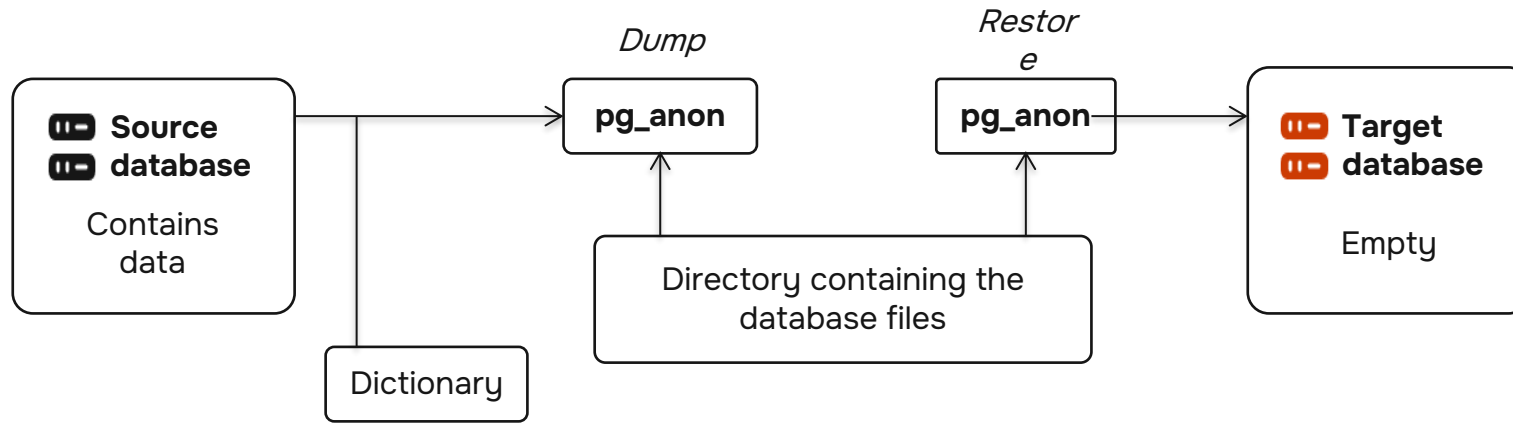 Dump
Restor
e
Source
database
Contains
data
pg_anon
pg_anon
Target
database
Empty
Directory containing the
database files
Dictionary